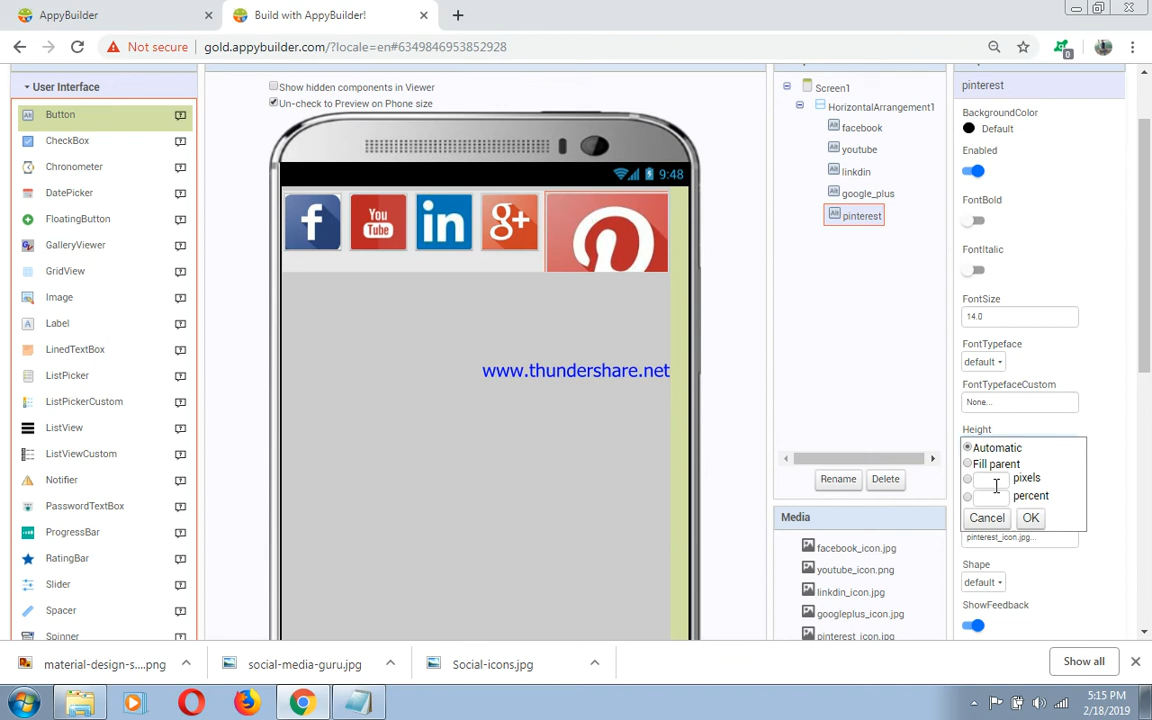 AppyBuilder
Build with AppyBuilder!
Not secure
gold.appybuilder.com/?locale=en#6349846953852928
0
User Interface
Button
CheckBox
Chronometer
DatePicker
FloatingButton
GalleryViewer
GridView
Image
Label
LinedTextBox
ListPicker
ListPickerCustom
ListView
ListViewCustom
Notifier
PasswordTextBox
ProgressBar
RatingBar
Slider
Spacer
Spinner
Show hidden components in Viewer
Un-check to Preview on Phone size
9:48
f
You
Tube
in
g+
www.thundershare.net
Screen1
HorizontalArrangement1
facebook
youtube
linkdin
google_plus
pinterest
Rename
Delete
Media
facebook_icon.jpg
youtube_icon.png
linkdin_icon.jpg
googleplus_icon.jpg
pinterest_icon.jpg
pinterest
BackgroundColor
Default
Enabled
FontBold
FontItalic
FontSize
14.0
FontTypeface
default
FontTypefaceCustom
None...
Height
Automatic
Fill parent
pixels
percent
Cancel
OK
pinterest_icon.jpg...
Shape
default
ShowFeedback
material-design-s....png
social-media-guru.jpg
Social-icons.jpg
Show all
5:15 PM
2/18/2019